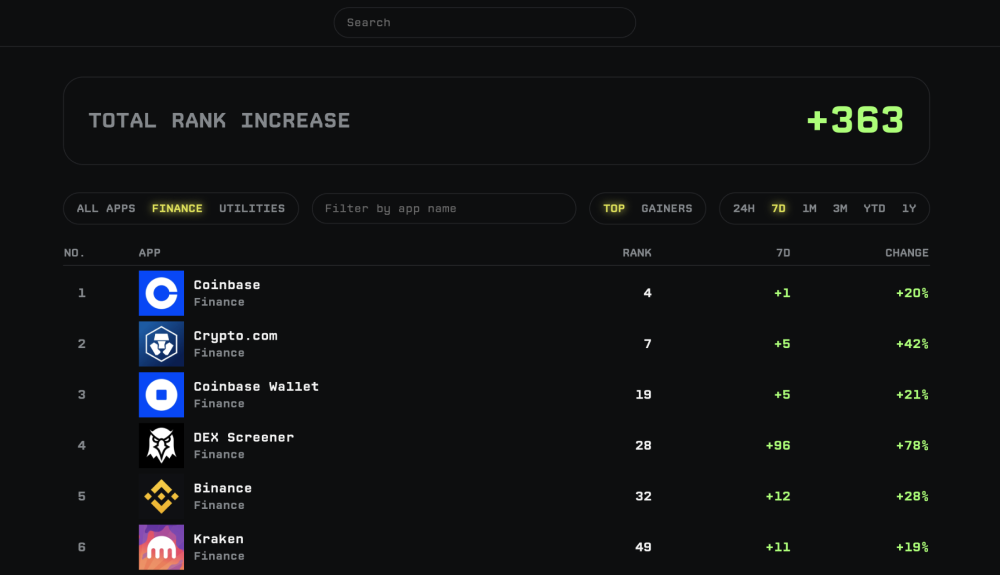 Search
TOTAL RANK INCREASE +363
ALL APPS FINANCE UTILITIES Filter by app name TOP GAINERS 24H 7D 1M 3M YTD 1Y
NO. APP RANK 7D CHANGE
1 Coinbase 4 +1 +20%
Finance
2 Crypto.com 7 +5 +42%
Finance
3 Coinbase Wallet 19 +5 +21%
Finance
4 DEX Screener 28 +96 +78%
Finance
5 Binance 32 +12 +28%
Finance
6 Kraken 49 +11 +19%
Finance